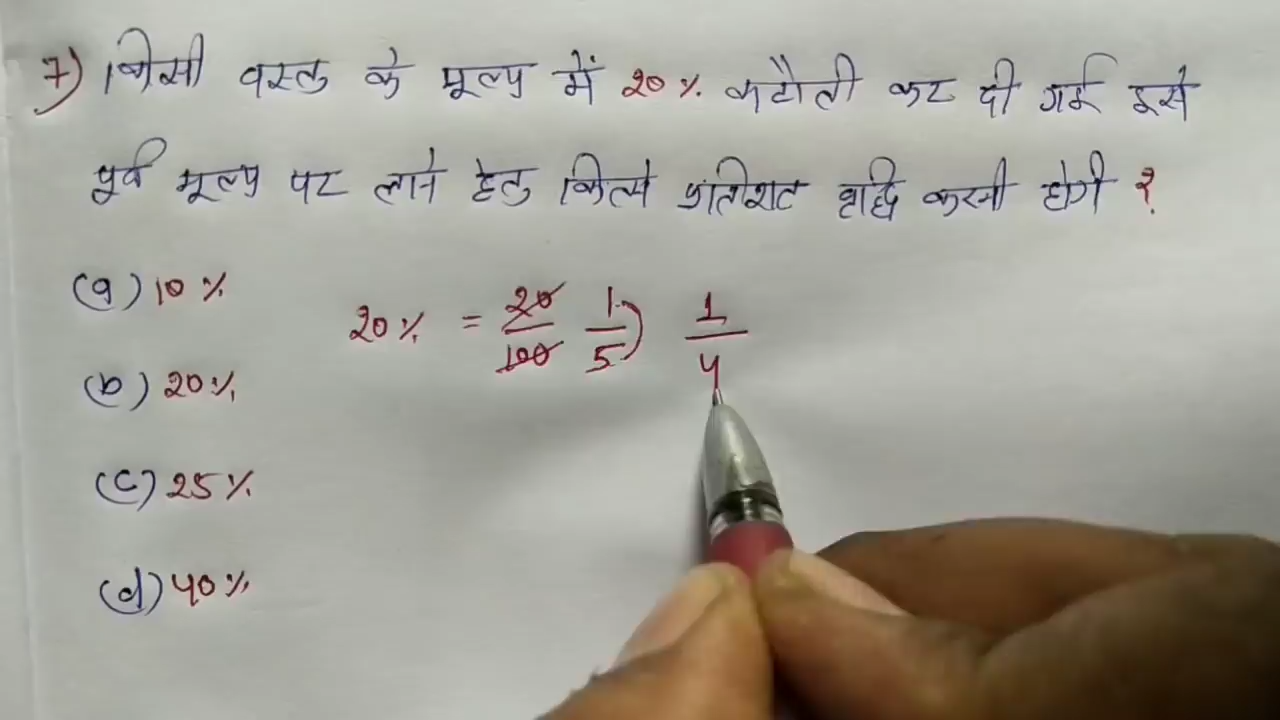 7) किसी वस्तु के मूल्य में 20% कटौती कर दी गई इसे
पूर्व मूल्य पर लाने हेतु कितने प्रतिशत वृद्धि करनी होगी ?
(a) 10%
20% = 20/100 1/5) 1/4
(b) 20%
(c) 25%
(d) 40%